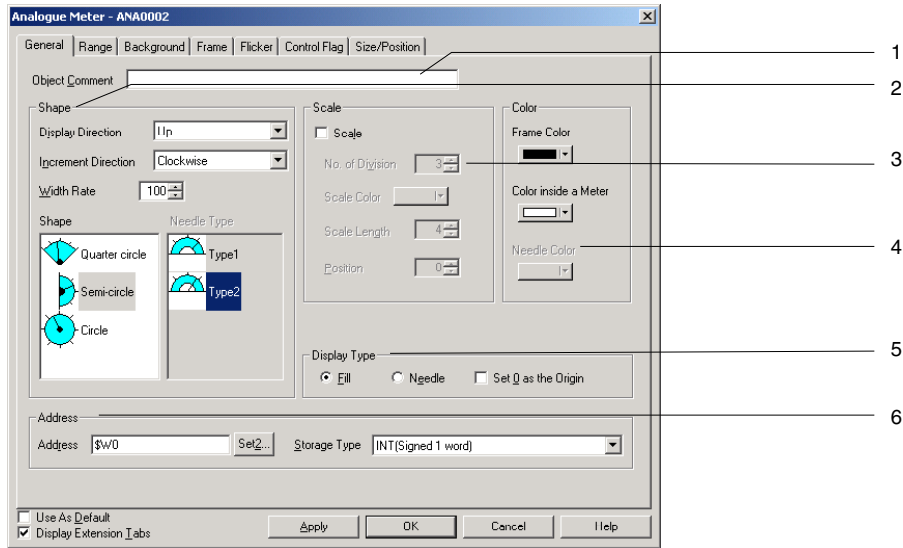 Analogue Meter - ANA0002
General Range Background Frame Flicker Control Flag Size/Position
Object Comment
1
2
Shape
Display Direction Up
Increment Direction Clockwise
Width Rate 100
Shape Needle Type
Quarter circle
Semi-circle
Circle
Type1
Type2
Scale
Scale
No. of Division 3
Scale Color
Scale Length 4
Position 0
3
Color
Frame Color
Color inside a Meter
Needle Color
4
Display Type
Fill Needle Set 0 as the Origin
5
Address
6
Address $W0 Set2... Storage Type INT(Signed 1 word)
Use As Default
Display Extension Tabs
Apply OK Cancel Help